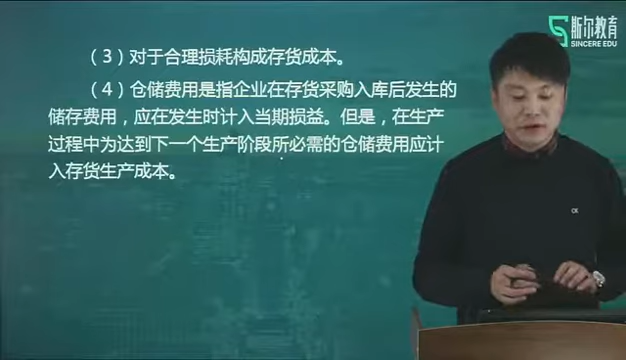 斯尔教育
SINCERE EDU
（3）对于合理损耗构成存货成本。
（4）仓储费用是指企业在存货采购入库后发生的
储存费用，应在发生时计入当期损益。但是，在生产
过程中为达到下一个生产阶段所必需的仓储费用应计
入存货生产成本。